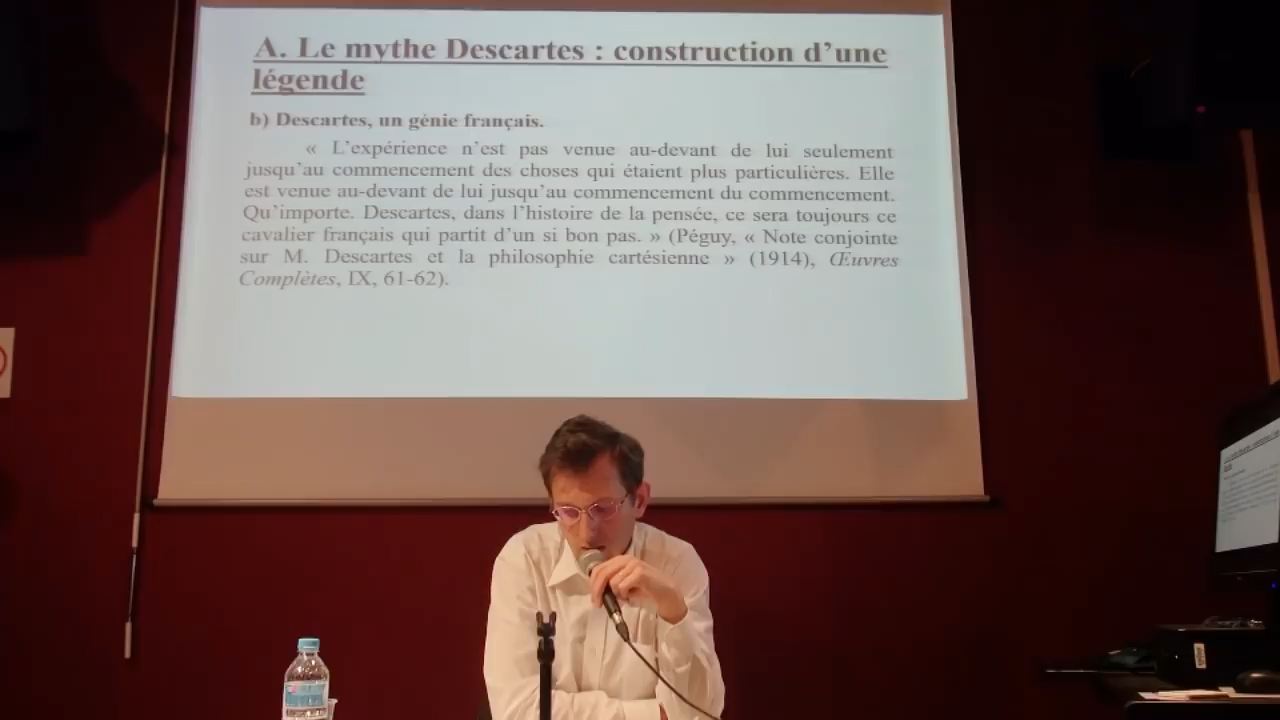 A. Le mythe Descartes : construction d’une
légende
b) Descartes, un génie français.
« L’expérience n’est pas venue au-devant de lui seulement
jusqu’au commencement des choses qui étaient plus particulières. Elle
est venue au-devant de lui jusqu’au commencement du commencement.
Qu’importe. Descartes, dans l’histoire de la pensée, ce sera toujours ce
cavalier français qui partit d’un si bon pas. » (Péguy, « Note conjointe
sur M. Descartes et la philosophie cartésienne » (1914), Œuvres
Complètes, IX, 61-62).